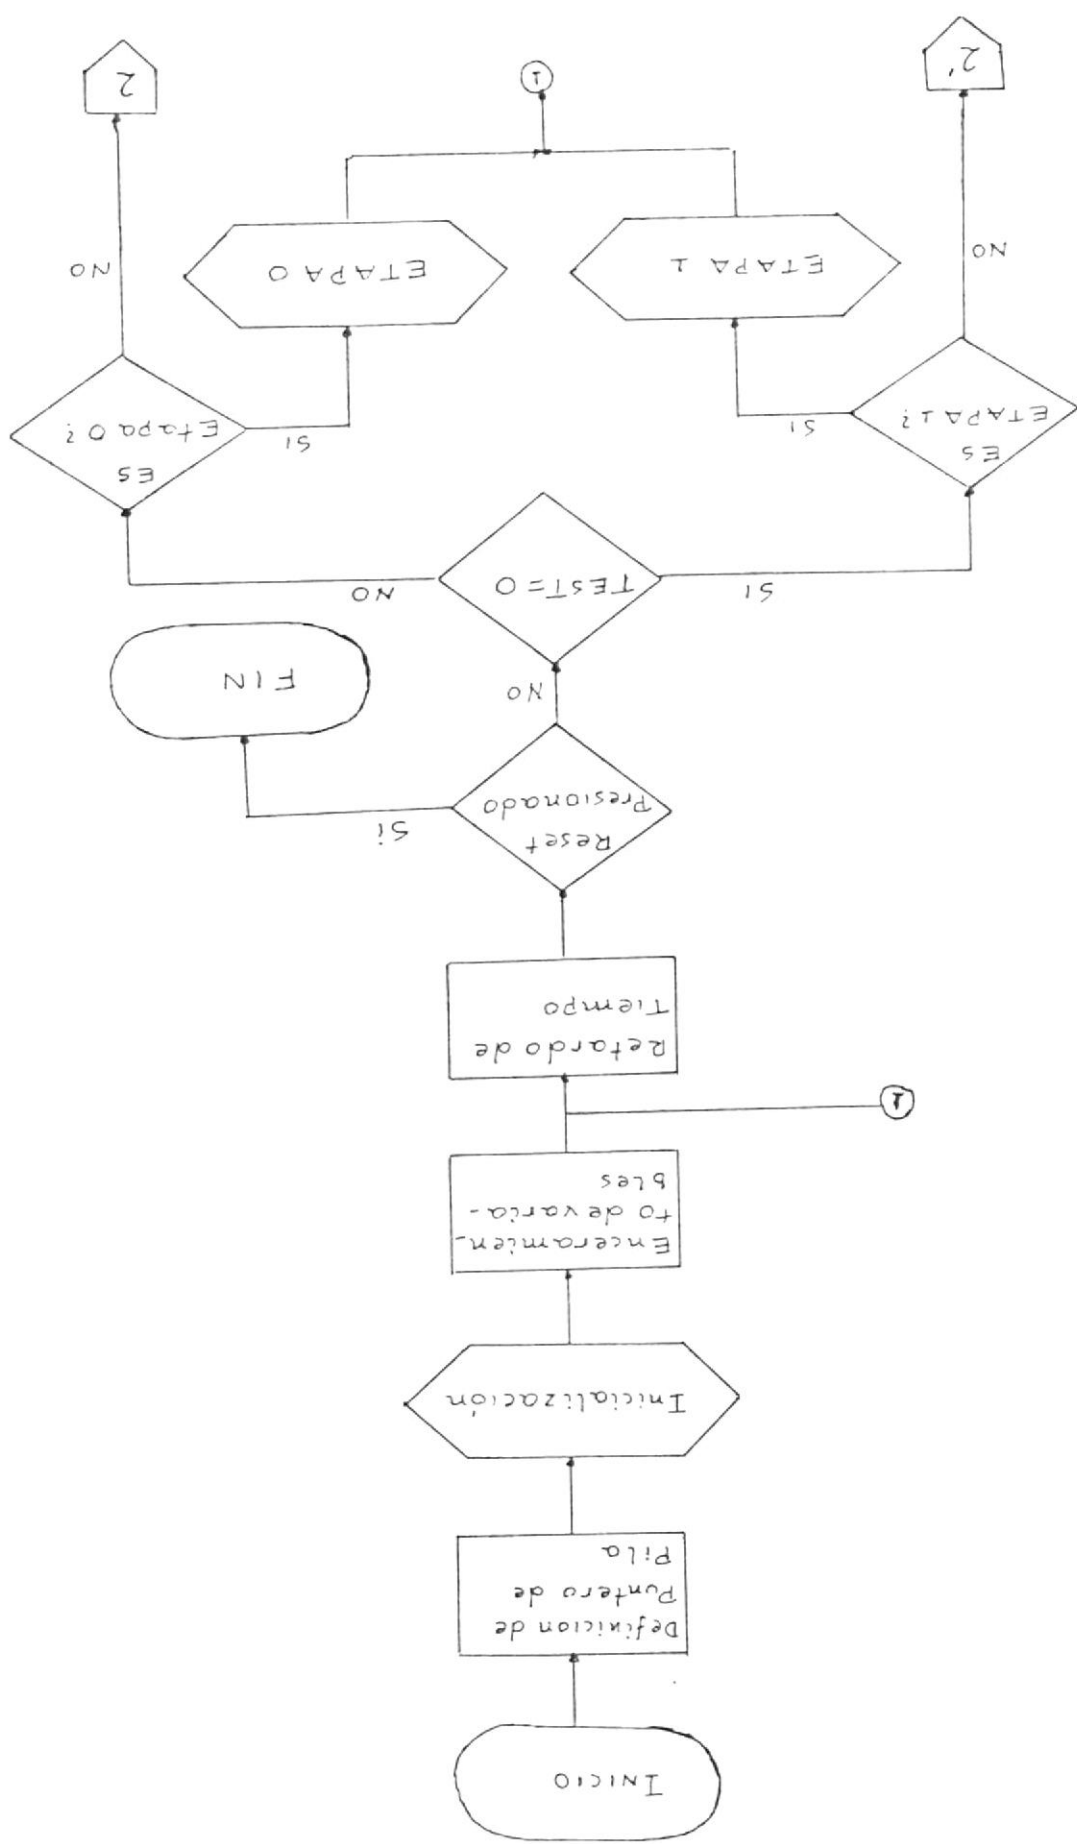 INICIO
Definicion de
Puntero de
Pila
Inicialización
Enceramien-
to de varia-
bles
1
Retardo de
Tiempo
Reset
Presionado
Si
FIN
NO
TEST=0
SI
NO
ES
ETAPA 1?
SI
NO
ES
Etapa 0?
SI
NO
ETAPA 1
ETAPA 0
2'
1
2